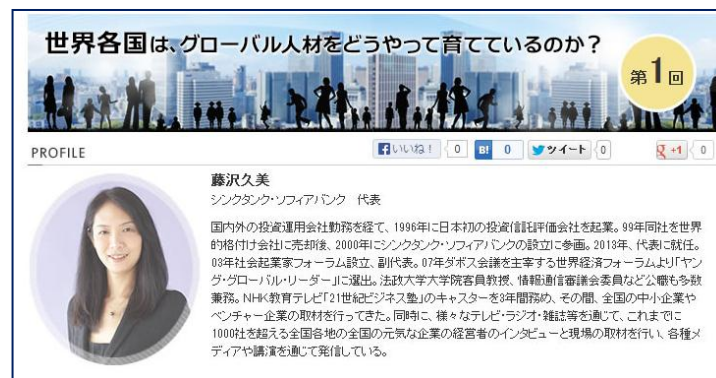 世界各国は、グローバル人材をどうやって育てているのか？
第1回
PROFILE
いいね！ 0 B! 0 ツイート 0 g +1 0
藤沢久美
シンクタンク・ソフィアバンク　代表
国内外の投資運用会社勤務を経て、1996年に日本初の投資信託評価会社を起業。99年同社を世界
的格付け会社に売却後、2000年にシンクタンク・ソフィアバンクの設立に参画。2013年、代表に就任。
03年社会起業家フォーラム設立、副代表。07年ダボス会議を主宰する世界経済フォーラムより「ヤン
グ・グローバル・リーダー」に選出。法政大学大学院客員教授、情報通信審議会委員など公職も多数
兼務。NHK教育テレビ「21世紀ビジネス塾」のキャスターを3年間務め、その間、全国の中小企業や
ベンチャー企業の取材を行ってきた。同時に、様々なテレビ・ラジオ・雑誌等を通じて、これまでに
1000社を超える全国各地の全国の元気な企業の経営者のインタビューと現場の取材を行い、各種メ
ディアや講演を通じて発信している。